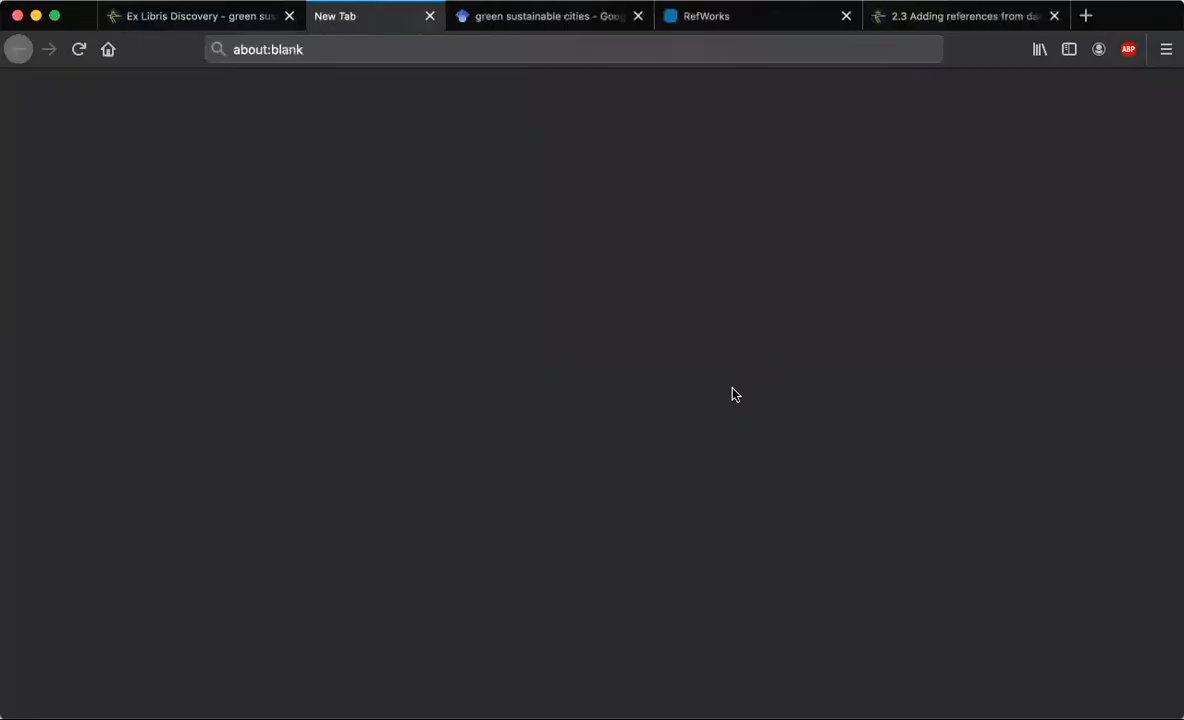 Ex Libris Discovery - green sus
New Tab
green sustainable cities - Goog
RefWorks
2.3 Adding references from da
about:blank
ABP